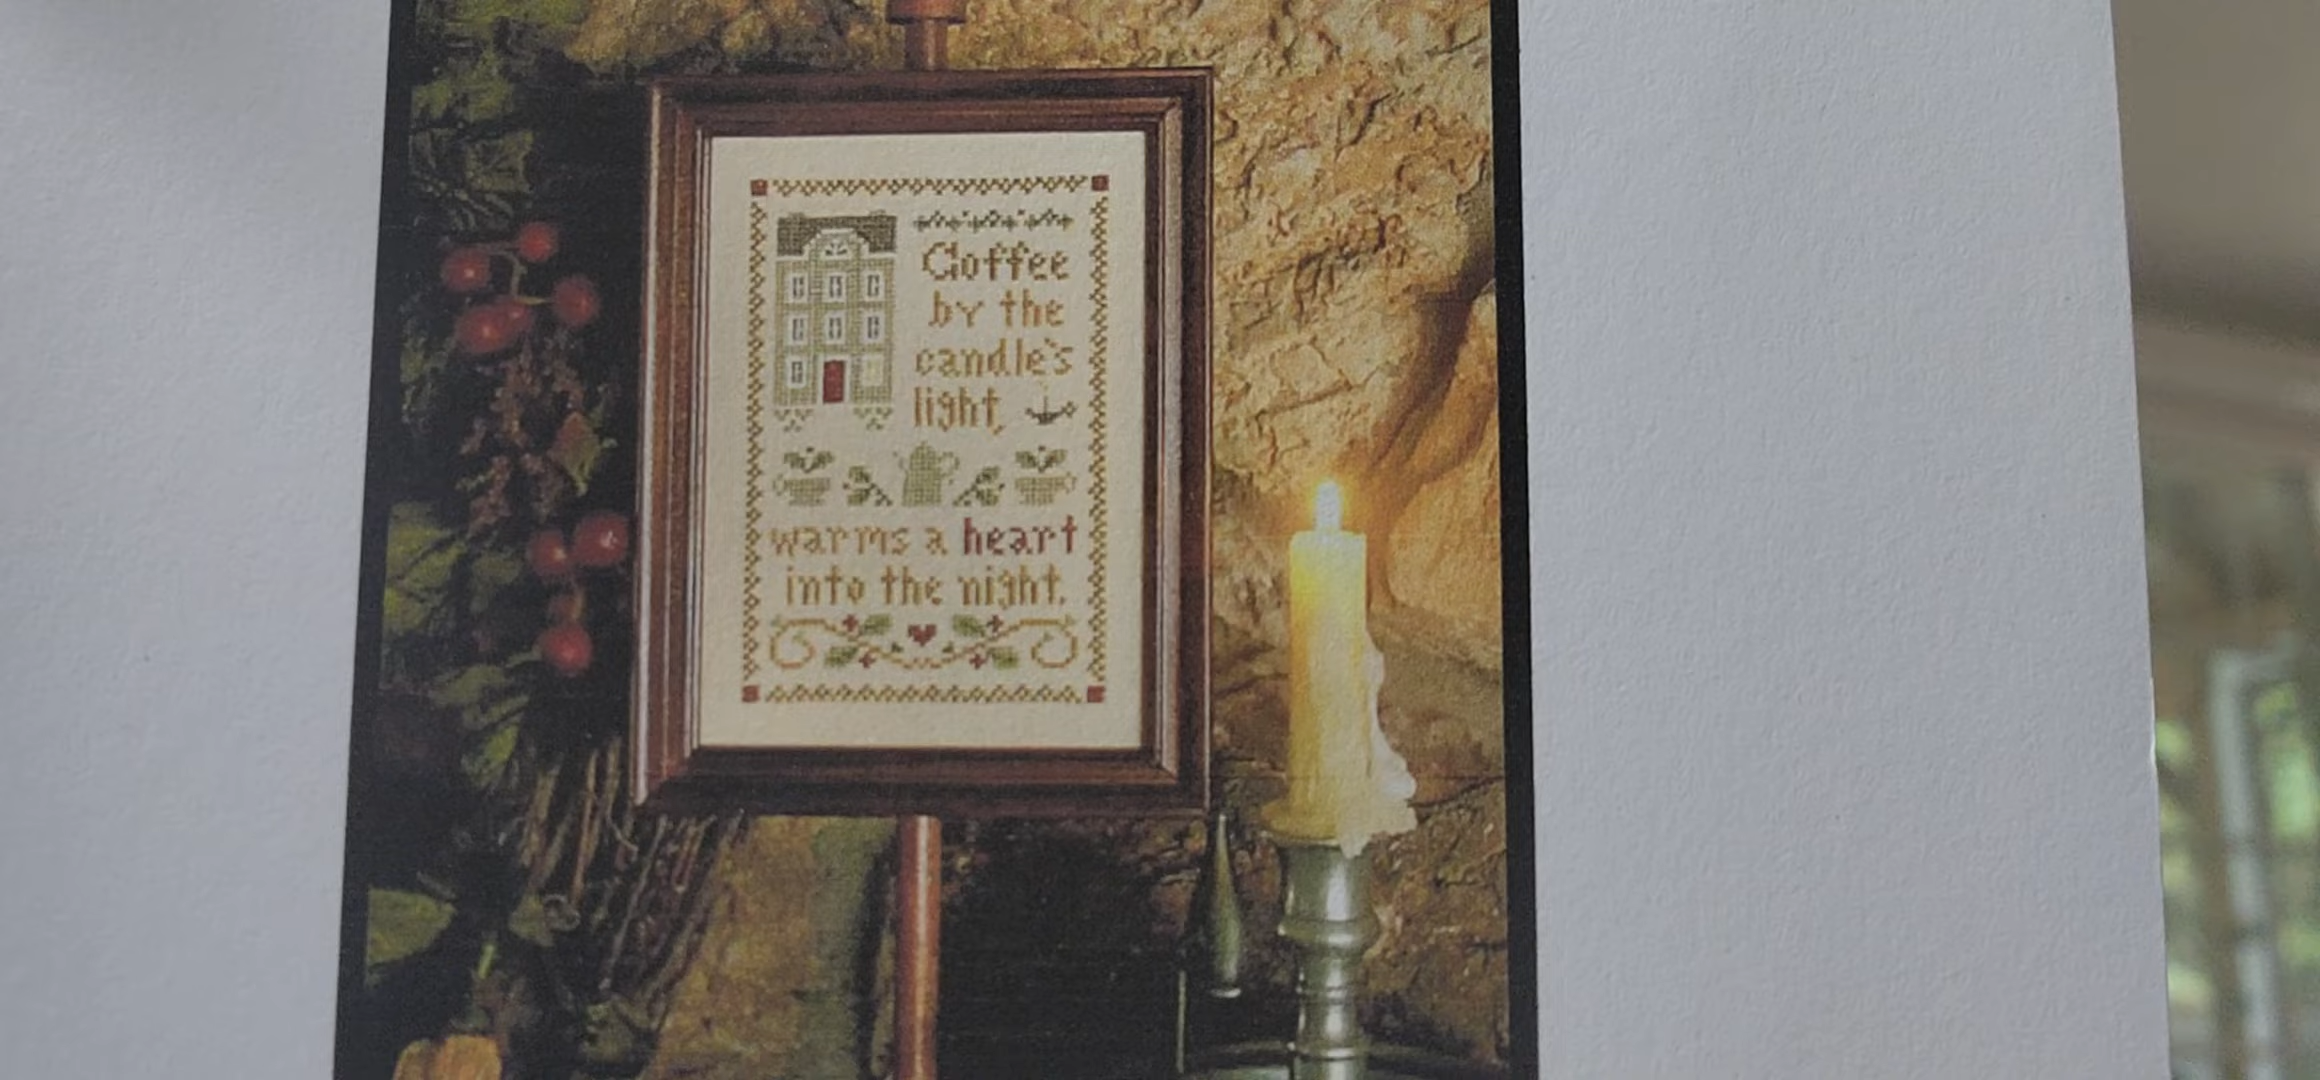 Coffee
by the
candle's
light,
warms a heart
into the night.